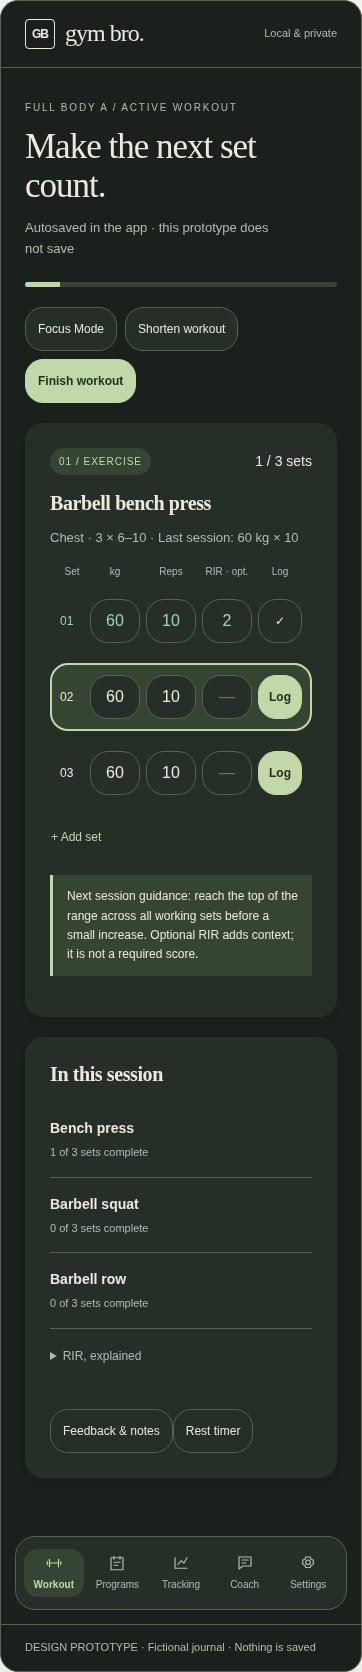 GB gym bro. Local & private
FULL BODY A / ACTIVE WORKOUT
Make the next set
count.
Autosaved in the app · this prototype does
not save
Focus Mode Shorten workout
Finish workout
01 / EXERCISE 1 / 3 sets
Barbell bench press
Chest · 3 × 6–10 · Last session: 60 kg × 10
Set kg Reps RIR · opt. Log
01 60 10 2 ✓
02 60 10 — Log
03 60 10 — Log
+ Add set
Next session guidance: reach the top of the
range across all working sets before a
small increase. Optional RIR adds context;
it is not a required score.
In this session
Bench press
1 of 3 sets complete
Barbell squat
0 of 3 sets complete
Barbell row
0 of 3 sets complete
▶ RIR, explained
Feedback & notes Rest timer
Workout Programs Tracking Coach Settings
DESIGN PROTOTYPE · Fictional journal · Nothing is saved